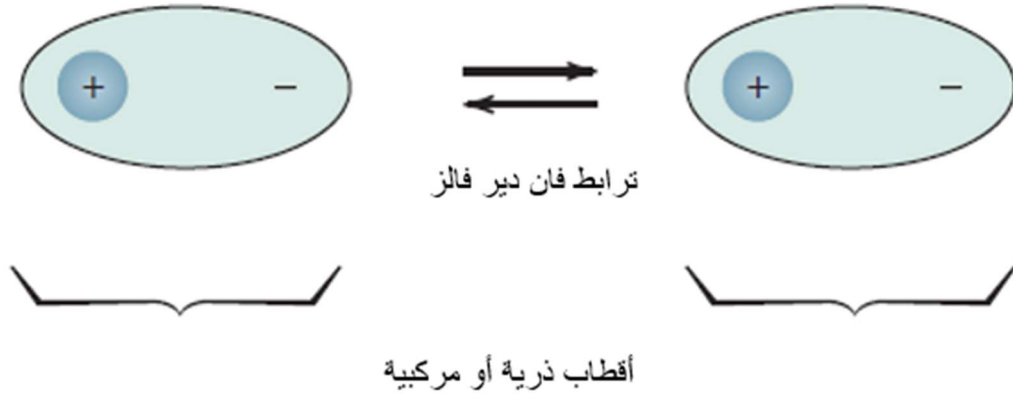 + − + −
ترابط فان دير فالز
أقطاب ذرية أو مركبية